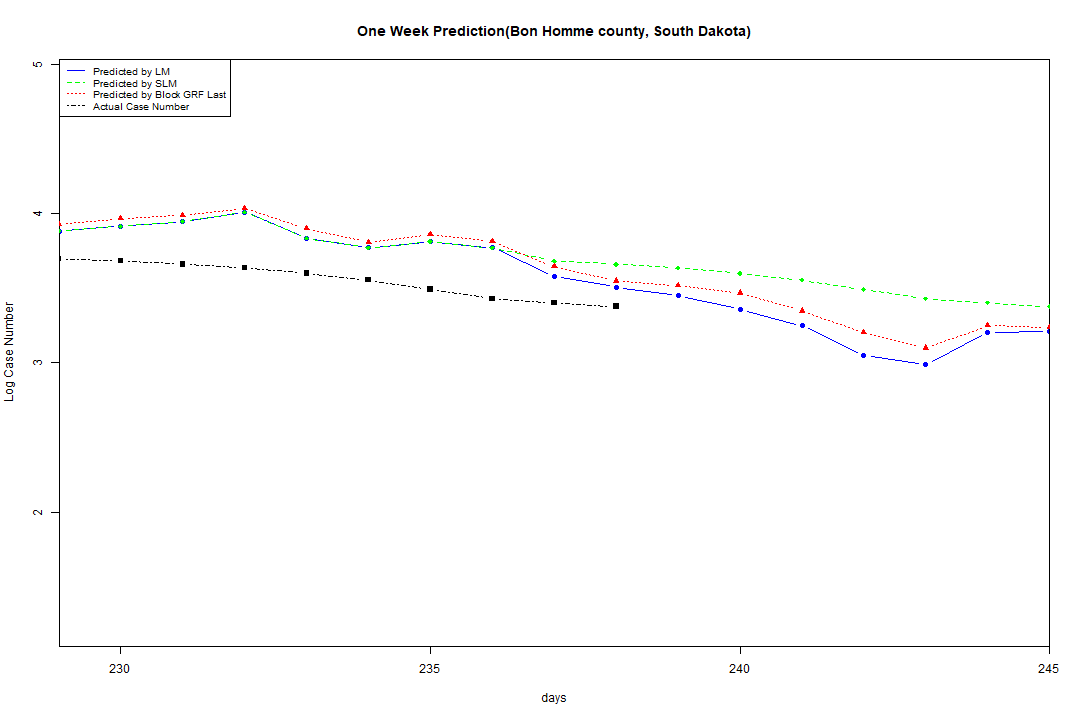 One Week Prediction(Bon Homme county, South Dakota)
Predicted by LM
Predicted by SLM
Predicted by Block GRF Last
Actual Case Number
5
4
3
2
Log Case Number
230
235
240
245
days